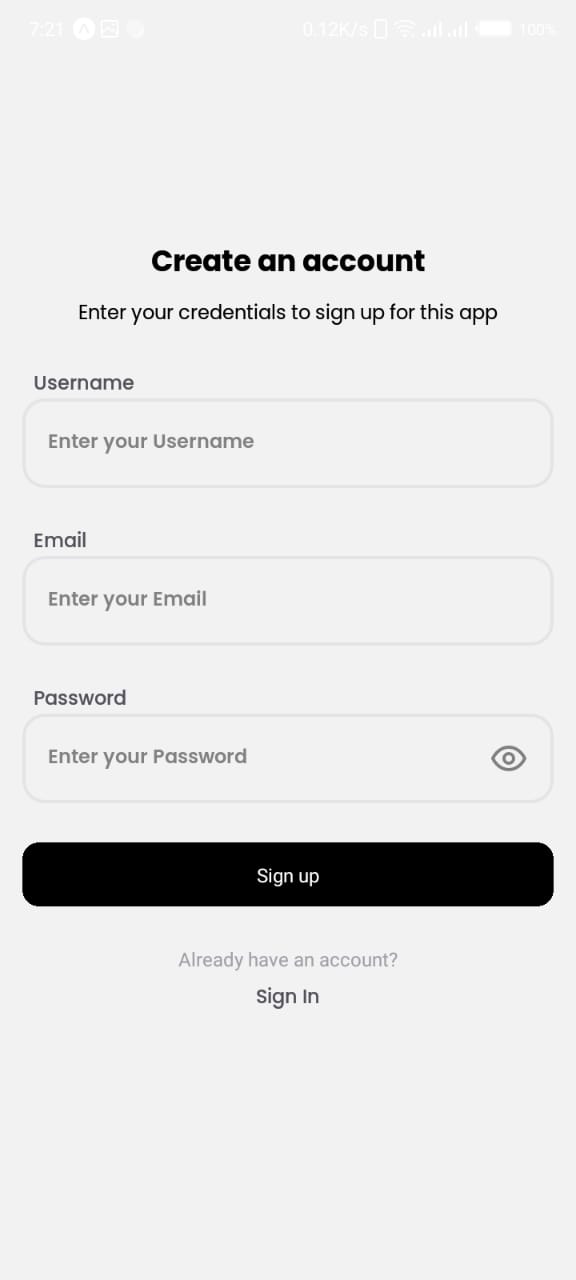 7:21 0.12K/s 100%
Create an account
Enter your credentials to sign up for this app
Username
Enter your Username
Email
Enter your Email
Password
Enter your Password
Sign up
Already have an account?
Sign In